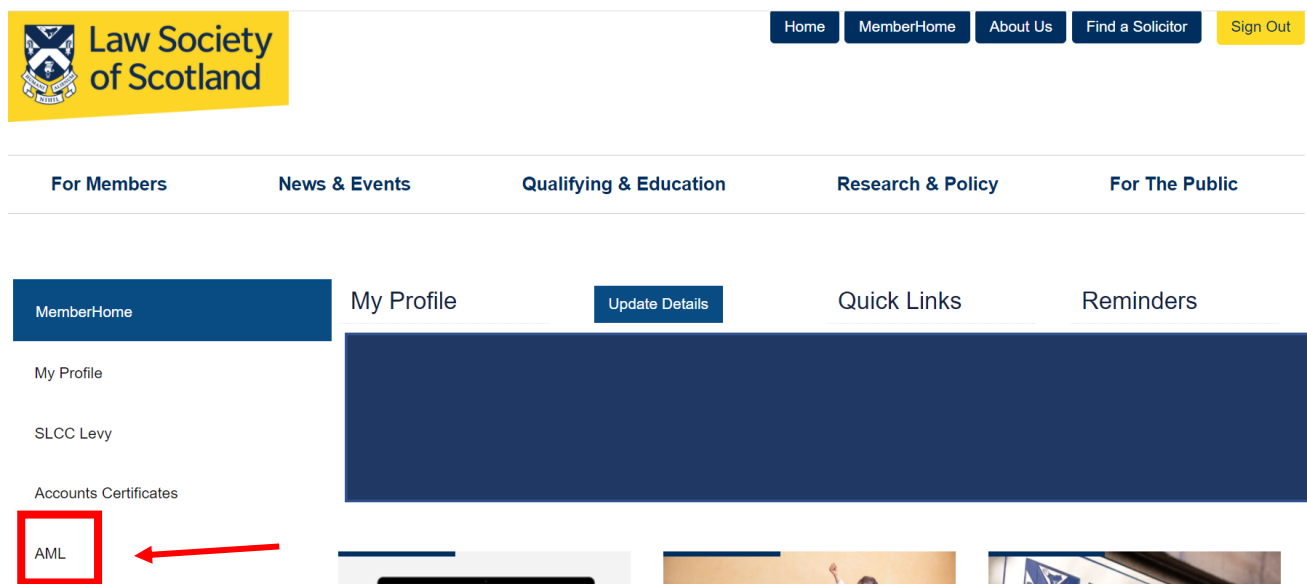 Law Society
of Scotland
Home MemberHome About Us Find a Solicitor Sign Out
For Members News & Events Qualifying & Education Research & Policy For The Public
MemberHome
My Profile Update Details Quick Links Reminders
My Profile
SLCC Levy
Accounts Certificates
AML